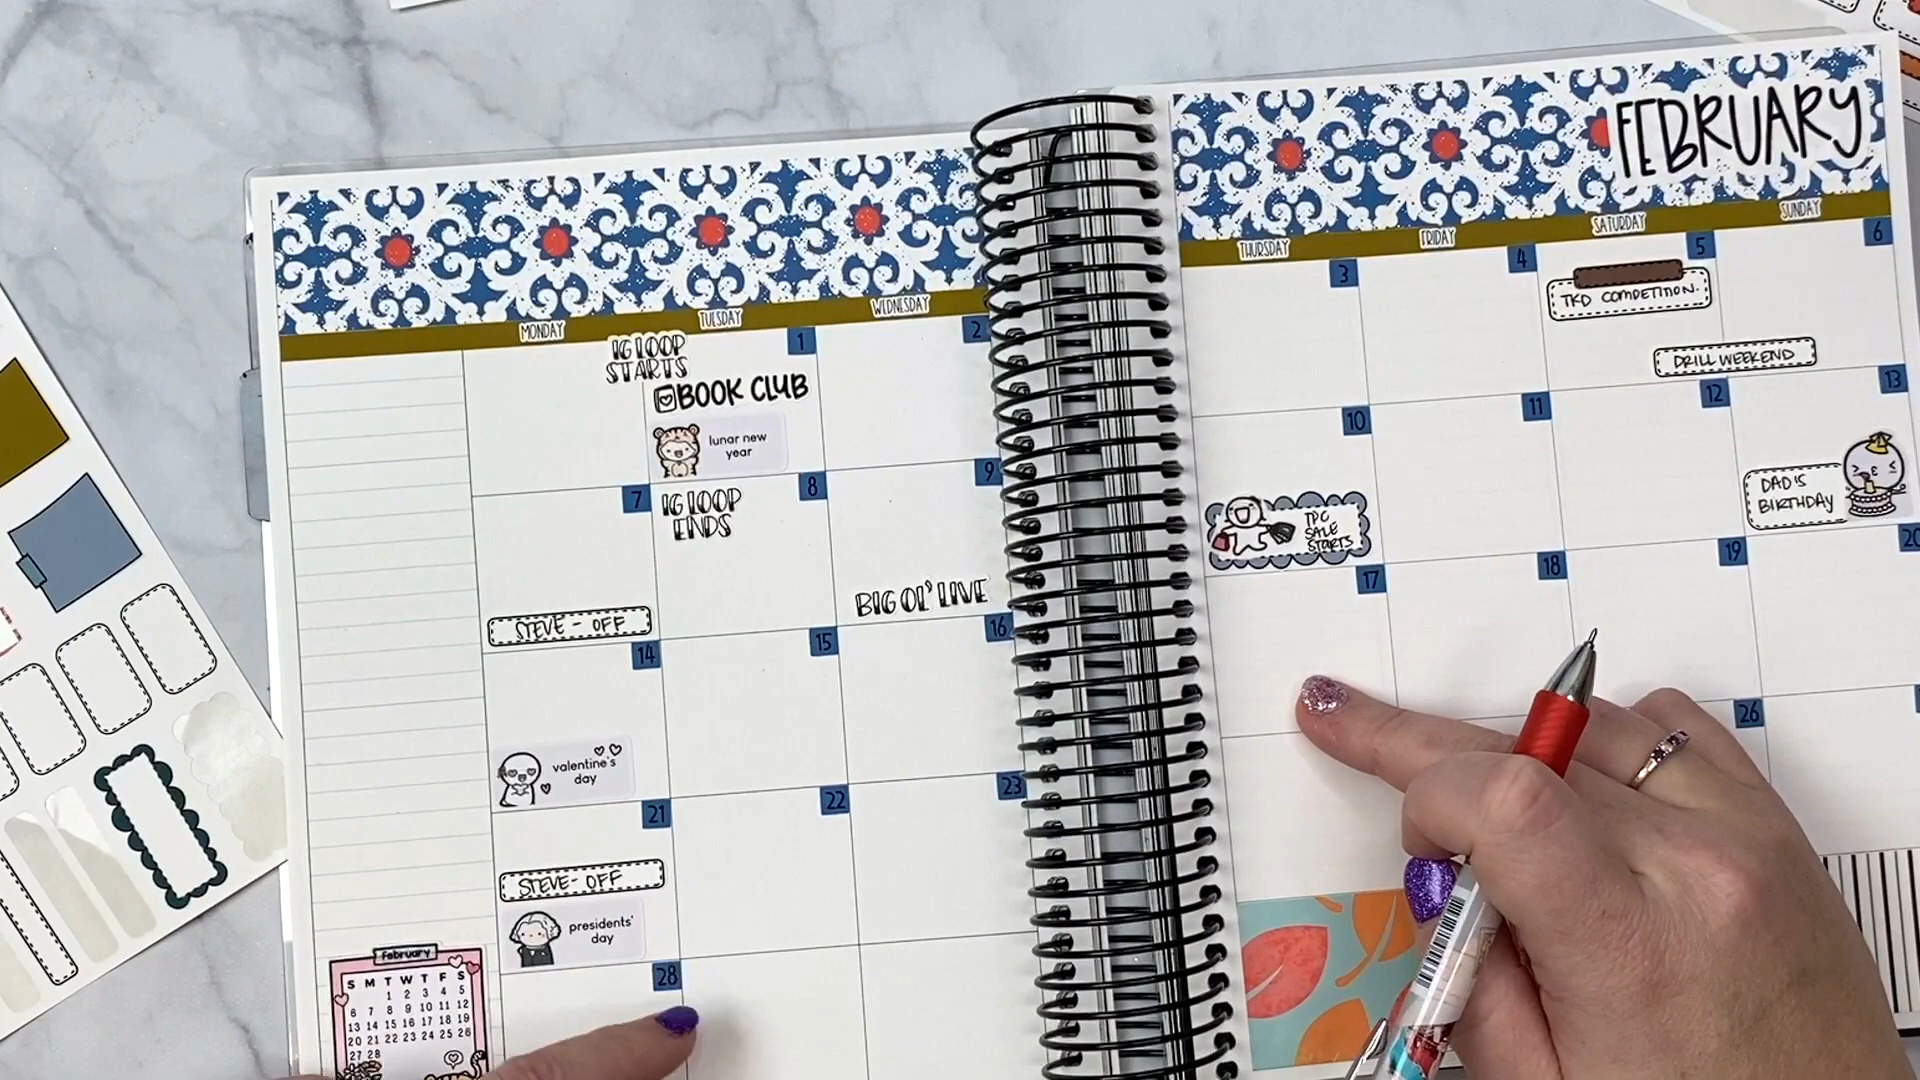 FEBRUARY
MONDAY
TUESDAY
WEDNESDAY
THURSDAY
FRIDAY
SATURDAY
SUNDAY
IG LOOP
STARTS
1
BOOK CLUB
lunar new
year
2
3
4
5
TKD COMPETITION.
DRILL WEEKEND
6
7
STEVE - OFF
8
IG LOOP
ENDS
9
BIG OL' LIVE
10
TPC
SALE
STARTS
11
12
13
DAD'S
BIRTHDAY
14
valentine's
day
15
16
17
18
19
20
21
STEVE- OFF
presidents'
day
22
23
26
28
February
S M T W T F S
1 2 3 4 5
6 7 8 9 10 11 12
13 14 15 16 17 18 19
20 21 22 23 24 25 26
27 28